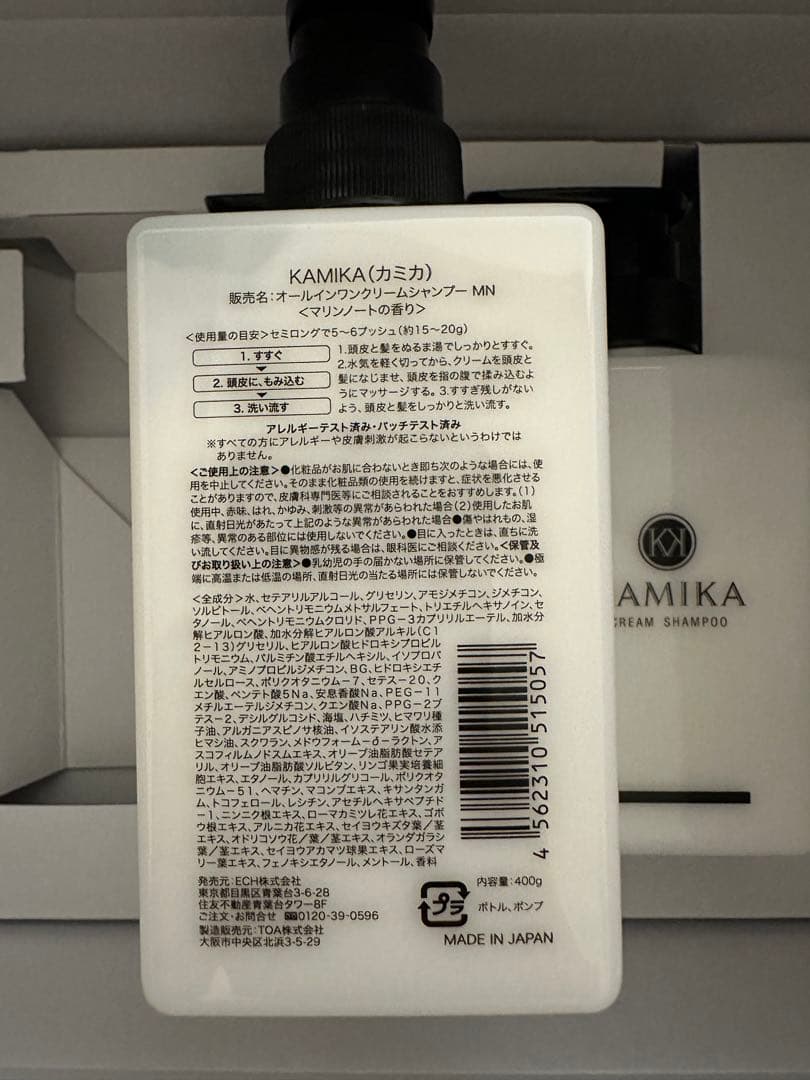 KAMIKA(カミカ)
販売名:オールインワンクリームシャンプー MN
<マリンノートの香り>
<使用量の目安>セミロングで5〜6プッシュ(約15〜20g)
1. すすぐ
2. 頭皮に、もみ込む
3. 洗い流す
1.頭皮と髪をぬるま湯でしっかりとすすぐ。
2.水気を軽く切ってから、クリームを頭皮と
髪になじませ、頭皮を指の腹で揉み込むよ
うにマッサージする。3.すすぎ残しがない
よう、頭皮と髪をしっかりと洗い流す。
アレルギーテスト済み・パッチテスト済み
※すべての方にアレルギーや皮膚刺激が起こらないというわけでは
ありません。
<ご使用上の注意>●化粧品がお肌に合わないとき即ち次のような場合には、使
用を中止してください。そのまま化粧品類の使用を続けますと、症状を悪化させる
ことがありますので、皮膚科専門医等にご相談されることをおすすめします。(1)
使用中、赤味、はれ、かゆみ、刺激等の異常があらわれた場合(2)使用したお肌
に、直射日光があたって上記のような異常があらわれた場合●傷やはれもの、湿
疹等、異常のある部位には使用しないでください。●目に入ったときは、直ちに洗
い流してください。目に異物感が残る場合は、眼科医にご相談ください。<保管及
びお取り扱い上の注意>●乳幼児の手の届かない場所に保管してください。●極
端に高温または低温の場所、直射日光の当たる場所には保管しないでください。
<全成分>水、セテアリルアルコール、グリセリン、アモジメチコン、ジメチコン、
ソルビトール、ベヘントリモニウムメトサルフェート、トリエチルヘキサノイン、セ
タノール、ベヘントリモニウムクロリド、PPG-3カプリリルエーテル、加水分
解ヒアルロン酸、加水分解ヒアルロン酸アルキル(C1
2-13)グリセリル、ヒアルロン酸ヒドロキシプロピル
トリモニウム、パルミチン酸エチルヘキシル、イソプロパ
ノール、アミノプロピルジメチコン、BG、ヒドロキシエチ
ルセルロース、ポリクオタニウム-7、セテス-20、ク
エン酸、ペンテト酸5Na、安息香酸Na、PEG-11
メチルエーテルジメチコン、クエン酸Na、PPG-2ブ
テス-2、デシルグルコシド、海塩、ハチミツ、ヒマワリ種
子油、アルガニアスピノサ核油、イソステアリン酸水添
ヒマシ油、スクワラン、メドウフォーム-δ-ラクトン、ア
スコフィルムノドスムエキス、オリーブ油脂肪酸セテア
リル、オリーブ油脂肪酸ソルビタン、リンゴ果実培養細
胞エキス、エタノール、カプリリルグリコール、ポリクオタ
ニウム-51、ヘマチン、マコンブエキス、キサンタンガ
ム、トコフェロール、レシチン、アセチルヘキサペプチド
-1、ニンニク根エキス、ローマカミツレ花エキス、ゴボ
ウ根エキス、アルニカ花エキス、セイヨウキズタ葉/茎
エキス、オドリコソウ花/葉/茎エキス、オランダガラシ
葉/茎エキス、セイヨウアカマツ球果エキス、ローズマ
リー葉エキス、フェノキシエタノール、メントール、香料
4 562310 515057
発売元:ECH株式会社
東京都目黒区青葉台3-6-28
住友不動産青葉台タワー8F
ご注文・お問合せ 0120-39-0596
製造販売元:TOA株式会社
大阪市中央区北浜3-5-29
内容量:400g
プラ
ボトル、ポンプ
MADE IN JAPAN
AMIKA
CREAM SHAMPOO